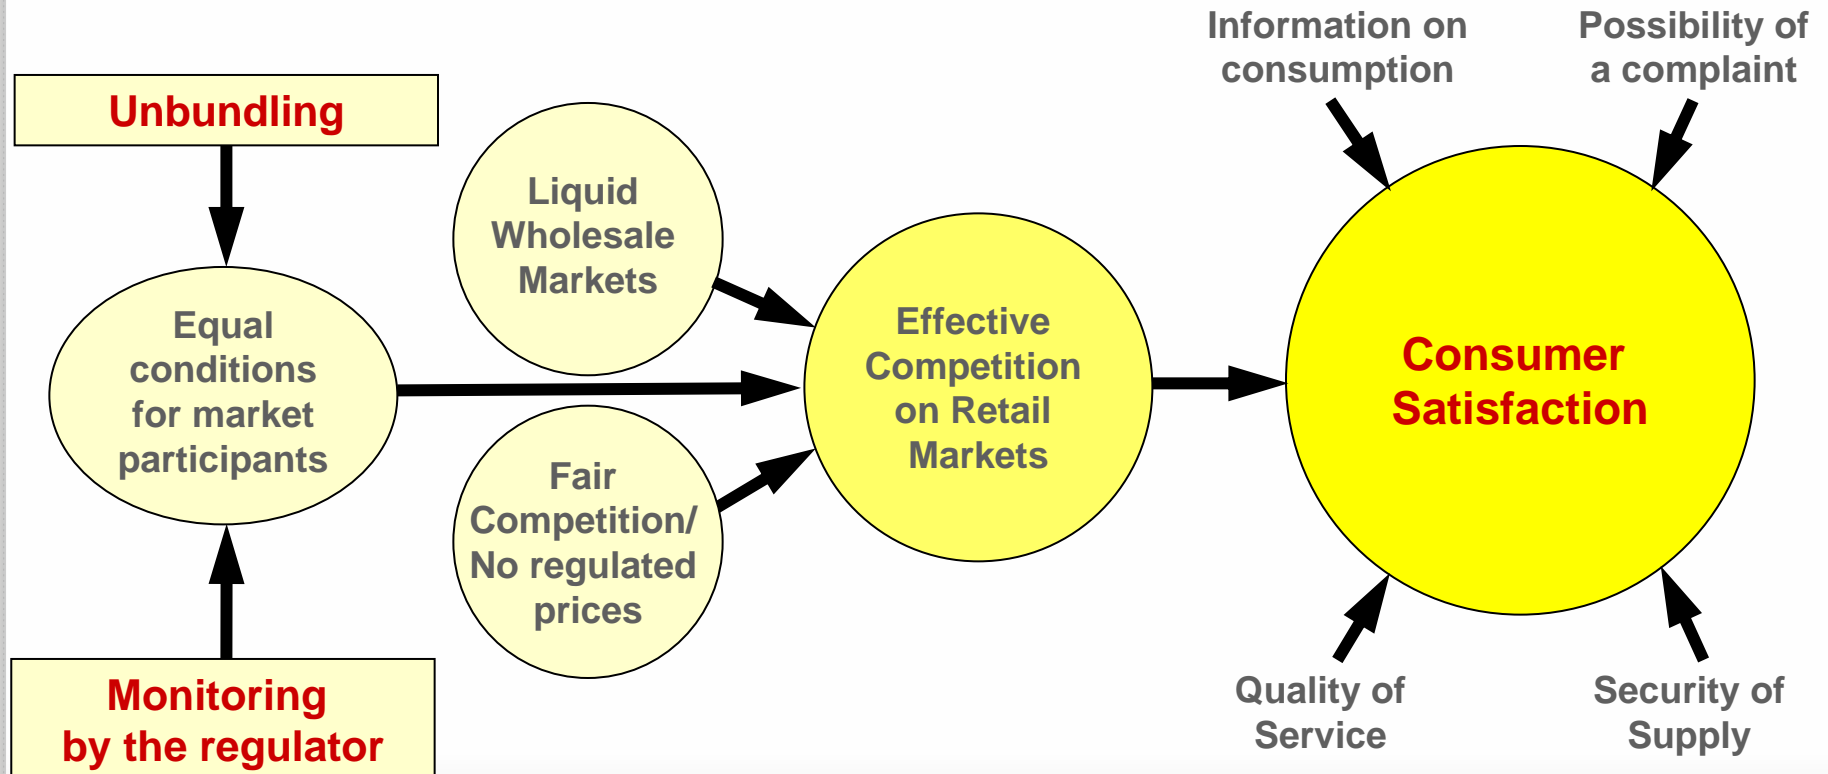 Unbundling
Equal
conditions
for market
participants
Monitoring
by the regulator
Liquid
Wholesale
Markets
Fair
Competition/
No regulated
prices
Effective
Competition
on Retail
Markets
Information on
consumption
Possibility of
a complaint
Consumer
Satisfaction
Quality of
Service
Security of
Supply